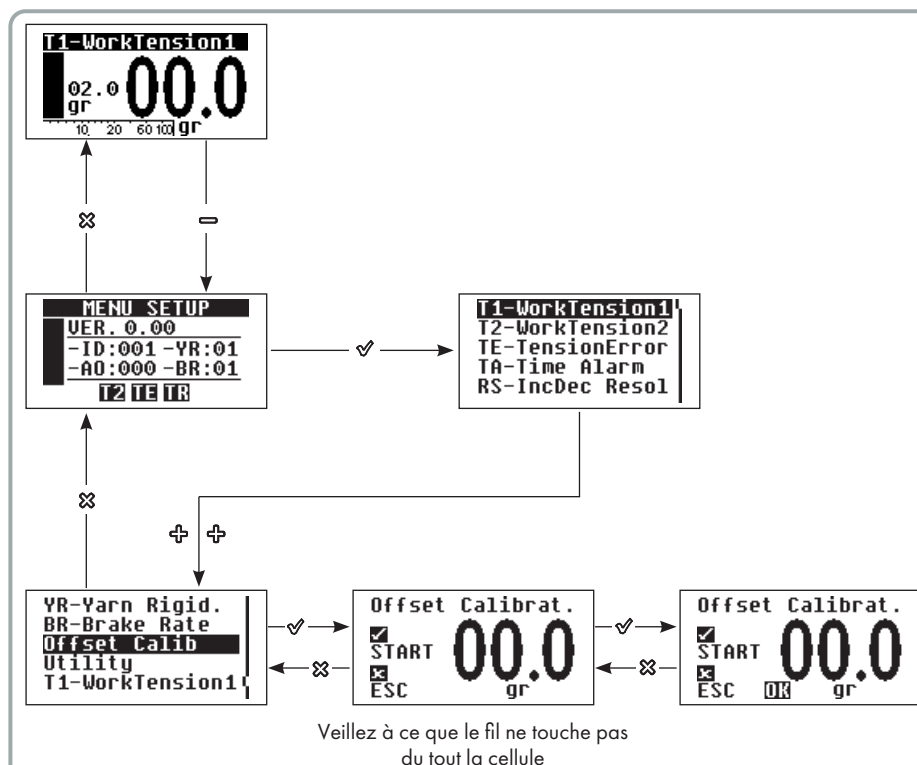 T1-WorkTension1
02.0 00.0
gr
10 20 60 100 gr
MENU SETUP
VER. 0.00
-ID:001 -YR:01
-AO:000 -BR:01
T2 TE TR
T1-WorkTension1
T2-WorkTension2
TE-TensionError
TA-Time Alarm
RS-IncDec Resol
YR-Yarn Rigid.
BR-Brake Rate
Offset Calib
Utility
T1-WorkTension1
Offset Calibrat.
START 00.0
ESC gr
Offset Calibrat.
START 00.0
ESC OK gr
Veillez à ce que le fil ne touche pas
du tout la cellule